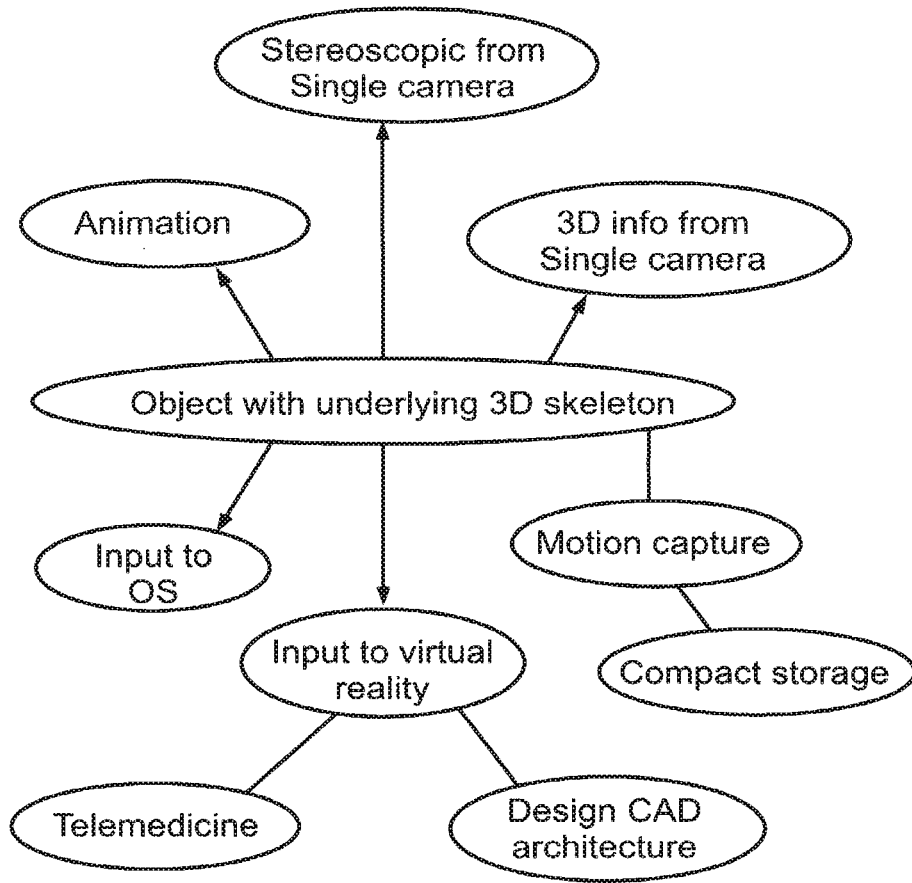 Stereoscopic from
Single camera
Animation
3D info from
Single camera
Object with underlying 3D skeleton
Input to
OS
Motion capture
Input to virtual
reality
Compact storage
Telemedicine
Design CAD
architecture